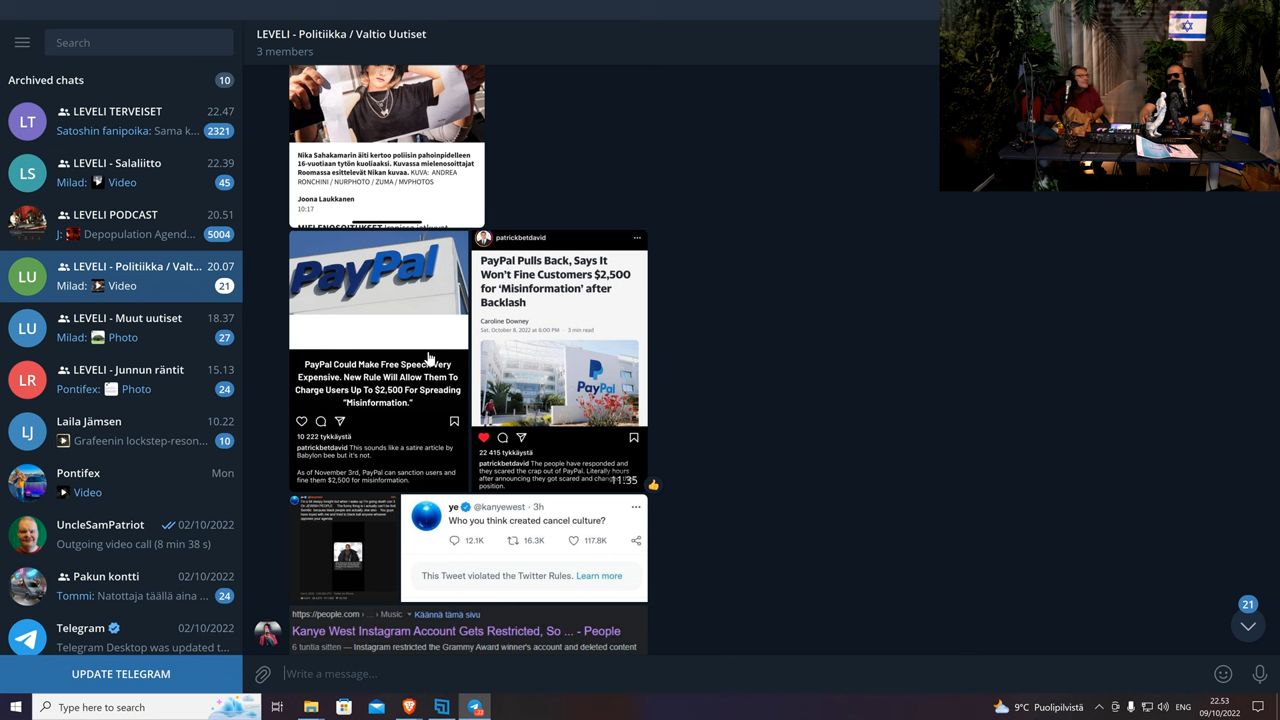 Search
Archived chats
10
LT
LEVELI TERVEISET
22.47
Satoshin fanipoika: Sama k...
2321
LS
22.39
Video
45
LEVELI PODCAST
20.51
Depopulation Agend...
5004
LU
LEVELI - Politiikka / Valt...
20.07
Milad:
Video
21
LU
LEVELI - Muut uutiset
18.37
Photo
27
LR
LEVELI - Junnun räntit
15.13
Pontifex:
Photo
24
LJ
Laila Jämsen
10.22
10
Pontifex
Mon
Video
UncleSamPatriot
02/10/2022
Outgoing video call (8 min 38 s)
Pasin kontti
02/10/2022
Tommi: Natottaja täällä aina ...
24
Telegram
02/10/2022
Telegram Desktop was updated t...
UPDATE TELEGRAM
LEVELI - Politiikka / Valtio Uutiset
3 members
Nika Sahakamarin äiti kertoo poliisin pahoinpidelleen
16-vuotiaan tytön kuoliaaksi. Kuvassa mielenosoittajat
Roomassa esittelevät Nikan kuvaa. KUVA: ANDREA
RONCHINI / NURPHOTO / ZUMA / MVPHOTOS
Joona Laukkanen
10:17
PayPal
PayPal Could Make Free Speech Very
Expensive. New Rule Will Allow Them To
Charge Users Up To $2,500 For Spreading
"Misinformation."
10 222 tykkäystä
patrickbetdavid This sounds like a satire article by
Babylon bee but it's not.
As of November 3rd, PayPal can sanction users and
fine them $2,500 for misinformation.
patrickbetdavid
PayPal Pulls Back, Says It
Won't Fine Customers $2,500
for 'Misinformation' after
Backlash
Caroline Downey
Sat, October 8, 2022 at 6:00 PM · 3 min read
PayPal
22 415 tykkäystä
patrickbetdavid The people have responded and
they scared the crap out of PayPal. Literally hours
after announcing they got scared and
position.
11:35
ye @kanyewest · 3h
Who you think created cancel culture?
12.1K
16.3K
117.8K
This Tweet violated the Twitter Rules. Learn more
https://people.com › ... › Music
Käännä tämä sivu
Kanye West Instagram Account Gets Restricted, So ... - People
6 tuntia sitten — Instagram restricted the Grammy Award winner's account and deleted content
21
Write a message...
Type here to search
9°C Puolipilvistä
ENG
22.53
09/10/2022